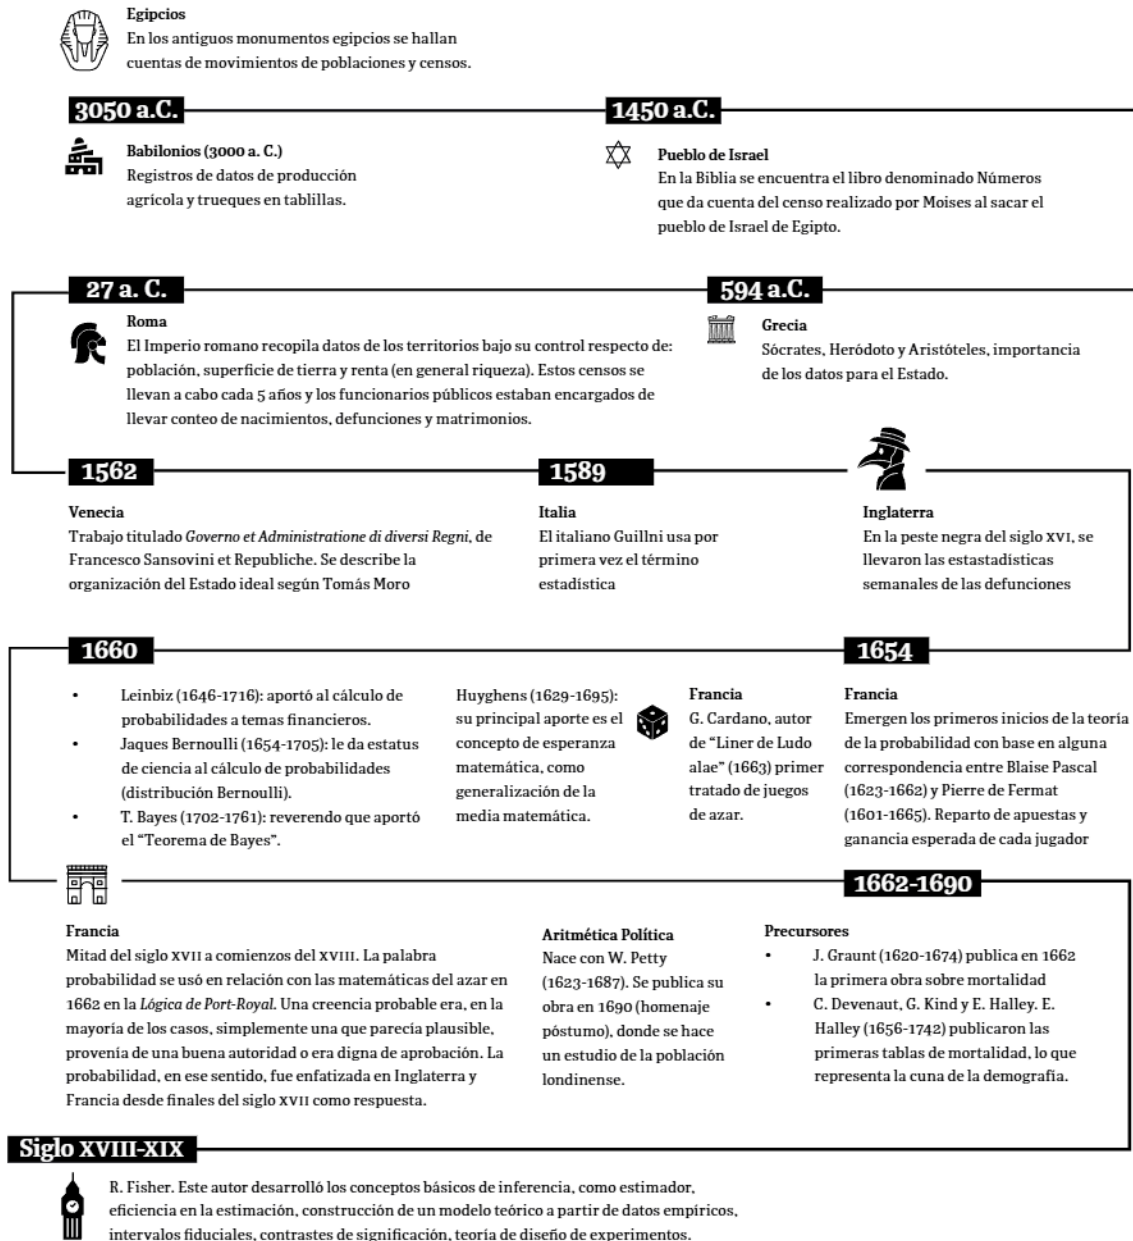 Egipcios
En los antiguos monumentos egipcios se hallan
cuentas de movimientos de poblaciones y censos.
3050 a.C.
Babilonios (3000 a. C.)
Registros de datos de producción
agrícola y trueques en tablillas.
1450 a.C.
Pueblo de Israel
En la Biblia se encuentra el libro denominado Números
que da cuenta del censo realizado por Moises al sacar el
pueblo de Israel de Egipto.
594 a.C.
Grecia
Sócrates, Heródoto y Aristóteles, importancia
de los datos para el Estado.
27 a. C.
Roma
El Imperio romano recopila datos de los territorios bajo su control respecto de:
población, superficie de tierra y renta (en general riqueza). Estos censos se
llevan a cabo cada 5 años y los funcionarios públicos estaban encargados de
llevar conteo de nacimientos, defunciones y matrimonios.
1562
Venecia
Trabajo titulado Governo et Administratione di diversi Regni, de
Francesco Sansovini et Republiche. Se describe la
organización del Estado ideal según Tomás Moro
1589
Italia
El italiano Guillni usa por
primera vez el término
estadística
Inglaterra
En la peste negra del siglo XVI, se
llevaron las estastadísticas
semanales de las defunciones
1654
Francia
Emergen los primeros inicios de la teoría
de la probabilidad con base en alguna
correspondencia entre Blaise Pascal
(1623-1662) y Pierre de Fermat
(1601-1665). Reparto de apuestas y
ganancia esperada de cada jugador
Francia
G. Cardano, autor
de “Liner de Ludo
alae” (1663) primer
tratado de juegos
de azar.
Huyghens (1629-1695):
su principal aporte es el
concepto de esperanza
matemática, como
generalización de la
media matemática.
1660
• Leinbiz (1646-1716): aportó al cálculo de
probabilidades a temas financieros.
• Jaques Bernoulli (1654-1705): le da estatus
de ciencia al cálculo de probabilidades
(distribución Bernoulli).
• T. Bayes (1702-1761): reverendo que aportó
el “Teorema de Bayes”.
Francia
Mitad del siglo XVII a comienzos del XVIII. La palabra
probabilidad se usó en relación con las matemáticas del azar en
1662 en la Lógica de Port-Royal. Una creencia probable era, en la
mayoría de los casos, simplemente una que parecía plausible,
provenía de una buena autoridad o era digna de aprobación. La
probabilidad, en ese sentido, fue enfatizada en Inglaterra y
Francia desde finales del siglo XVII como respuesta.
Aritmética Política
Nace con W. Petty
(1623-1687). Se publica su
obra en 1690 (homenaje
póstumo), donde se hace
un estudio de la población
londinense.
1662-1690
Precursores
• J. Graunt (1620-1674) publica en 1662
la primera obra sobre mortalidad
• C. Devenaut, G. Kind y E. Halley. E.
Halley (1656-1742) publicaron las
primeras tablas de mortalidad, lo que
representa la cuna de la demografía.
Siglo XVIII-XIX
R. Fisher. Este autor desarrolló los conceptos básicos de inferencia, como estimador,
eficiencia en la estimación, construcción de un modelo teórico a partir de datos empíricos,
intervalos fiduciales, contrastes de significación, teoría de diseño de experimentos.